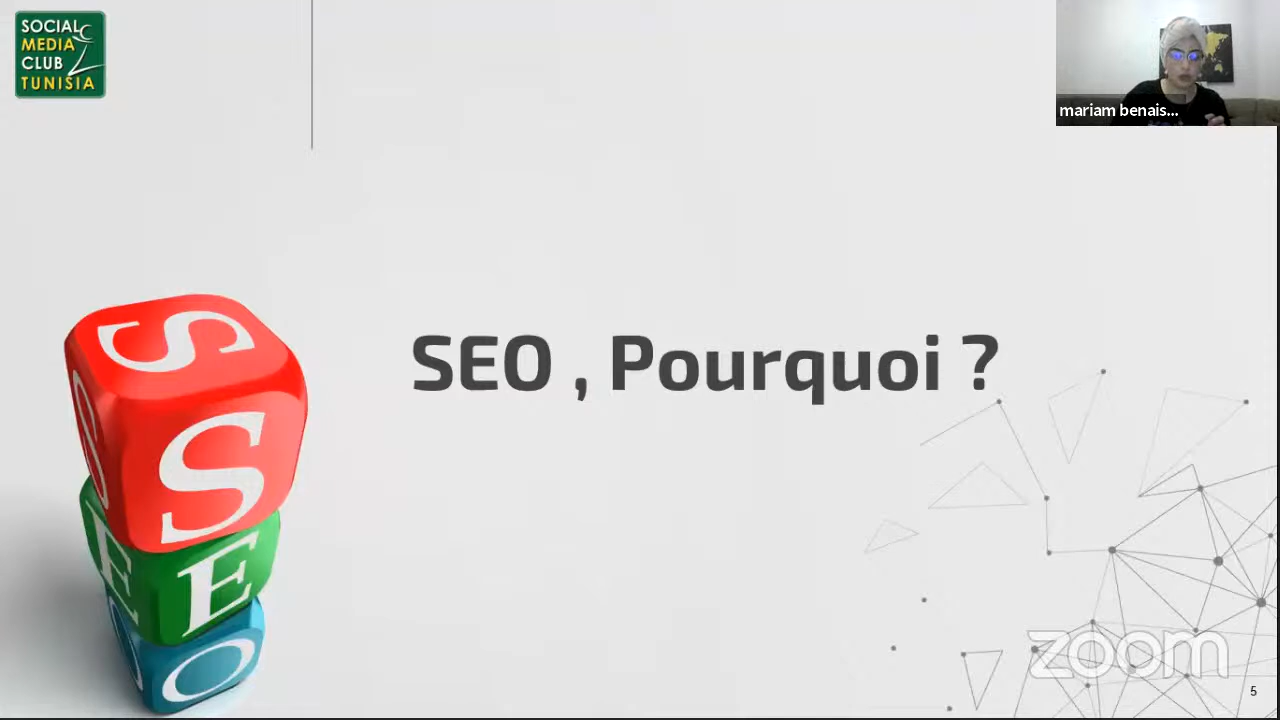 SOCIAL
MEDIA
CLUB
TUNISIA
mariam benais...
SEO , Pourquoi ?
S
S
S
E
E
O
O
zoom
5